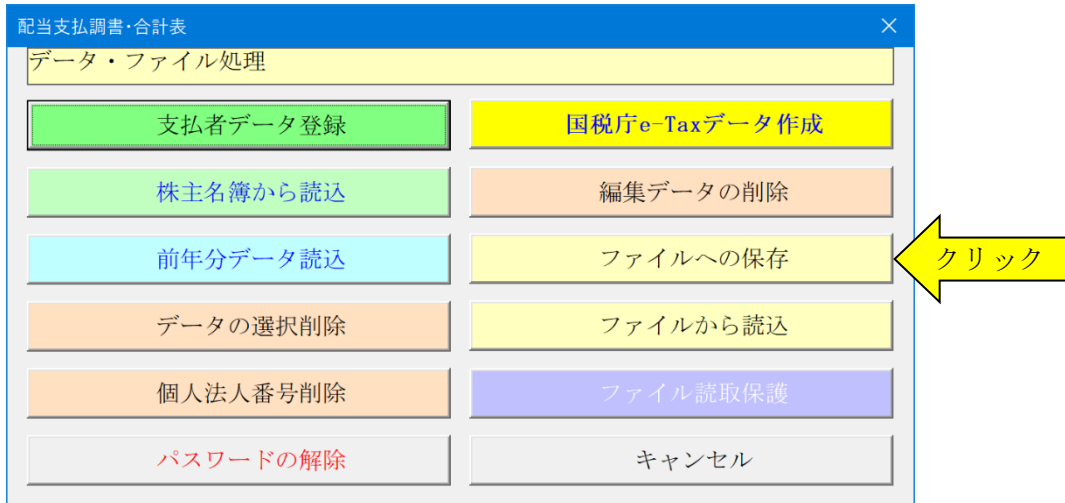 配当支払調書・合計表
データ・ファイル処理
支払者データ登録
国税庁e-Taxデータ作成
株主名簿から読込
編集データの削除
前年分データ読込
ファイルへの保存
クリック
データの選択削除
ファイルから読込
個人法人番号削除
ファイル読取保護
パスワードの解除
キャンセル